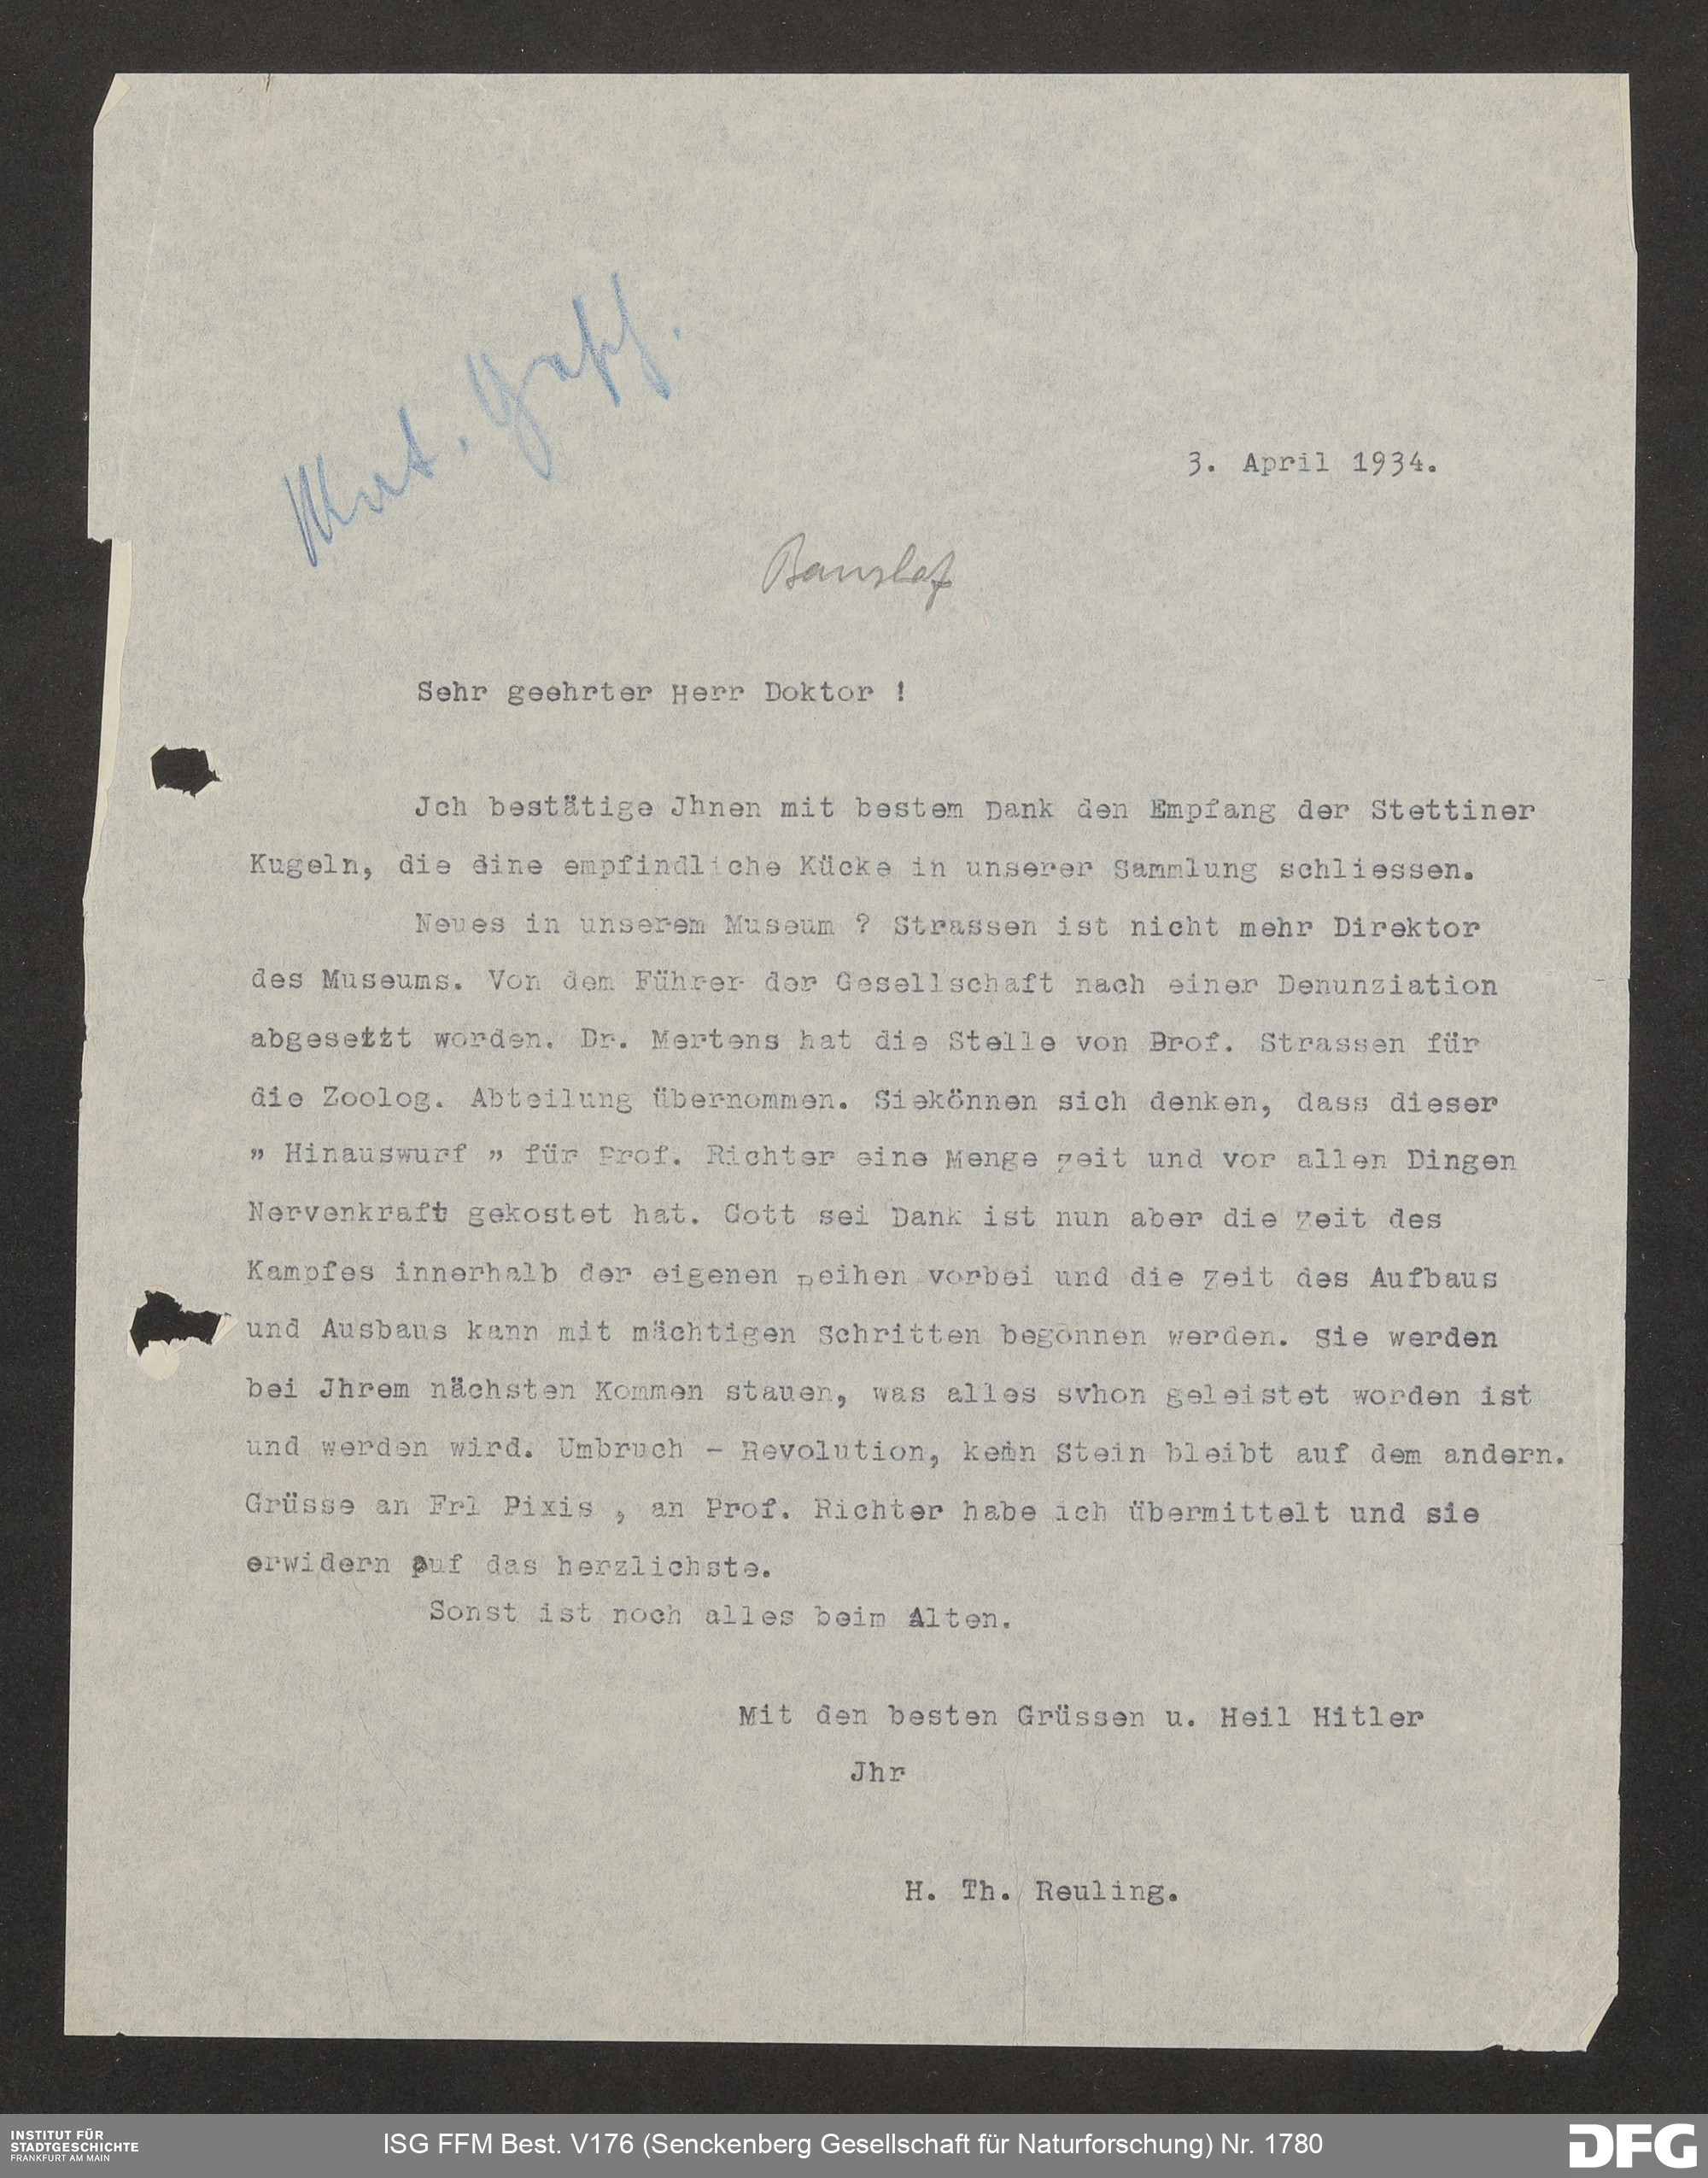 3. April 1934.
Sehr geehrter Herr Doktor !
Jch bestätige Jhnen mit bestem Dank den Empfang der Stettiner
Kugeln, die eine empfindliche Kücke in unserer Sammlung schliessen.
Neues in unserem Museum ? Strassen ist nicht mehr Direktor
des Museums. Von dem Führer der Gesellschaft nach einer Denunziation
abgesetzt worden. Dr. Mertens hat die Stelle von Prof. Strassen für
die Zoolog. Abteilung übernommen. Siekönnen sich denken, dass dieser
" Hinauswurf " für Prof. Richter eine Menge Zeit und vor allen Dingen
Nervenkraft gekostet hat. Gott sei Dank ist nun aber die Zeit des
Kampfes innerhalb der eigenen Reihen vorbei und die Zeit des Aufbaus
und Ausbaus kann mit mächtigen Schritten begonnen werden. Sie werden
bei Jhrem nächsten Kommen stauen, was alles svhon geleistet worden ist
und werden wird. Umbruch - Revolution, kein Stein bleibt auf dem andern.
Grüsse an Frl Pixis , an Prof. Richter habe ich übermittelt und sie
erwidern auf das herzlichste.
Sonst ist noch alles beim Alten.
Mit den besten Grüssen u. Heil Hitler
Jhr
H. Th. Reuling.
INSTITUT FÜR
STADTGESCHICHTE
FRANKFURT AM MAIN
ISG FFM Best. V176 (Senckenberg Gesellschaft für Naturforschung) Nr. 1780
DFG